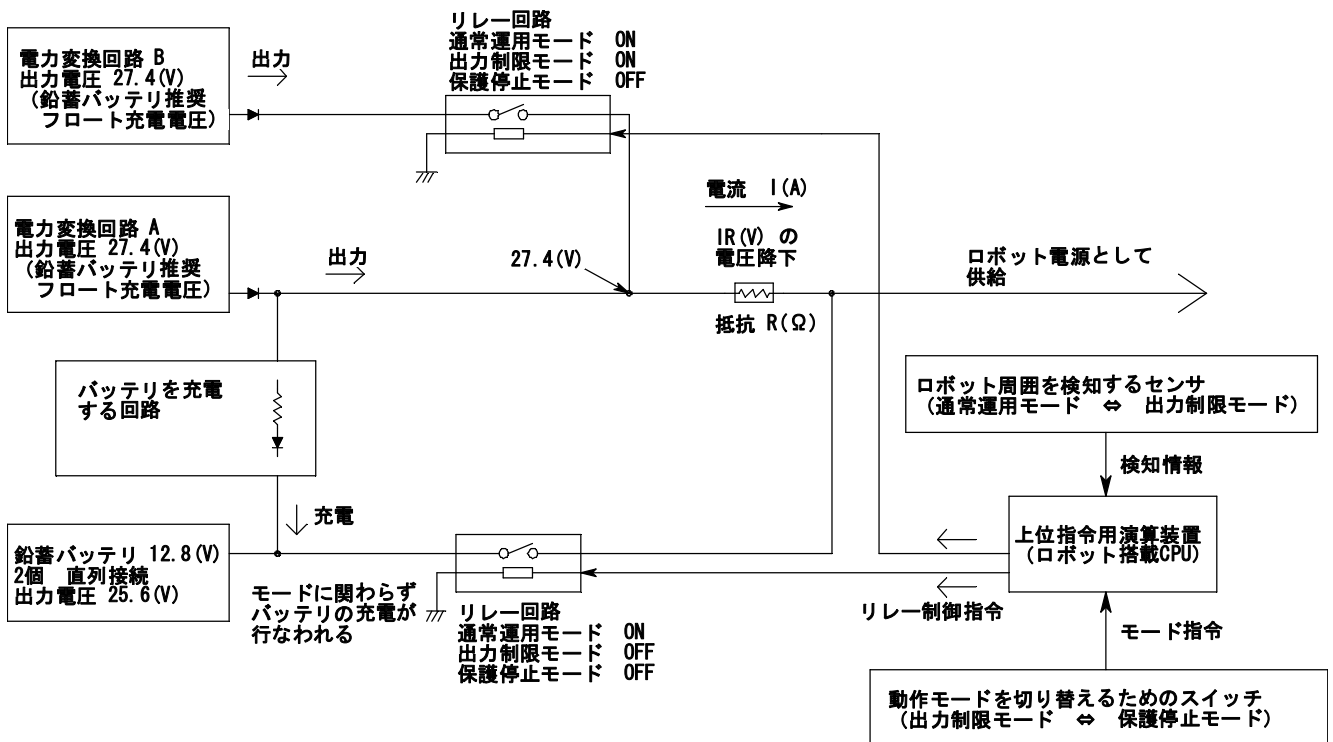 リレー回路
通常運用モード ON
出力制限モード ON
保護停止モード OFF
電力変換回路 B
出力電圧 27.4(V)
(鉛蓄バッテリ推奨
フロート充電電圧)
出力
電力変換回路 A
出力電圧 27.4(V)
(鉛蓄バッテリ推奨
フロート充電電圧)
出力
27.4(V)
電流 I(A)
IR(V) の
電圧降下
抵抗 R(Ω)
ロボット電源として
供給
バッテリを充電
する回路
充電
鉛蓄バッテリ 12.8(V)
2個 直列接続
出力電圧 25.6(V)
モードに関わらず
バッテリの充電が
行なわれる
リレー回路
通常運用モード ON
出力制限モード OFF
保護停止モード OFF
ロボット周囲を検知するセンサ
(通常運用モード ⇔ 出力制限モード)
検知情報
上位指令用演算装置
(ロボット搭載CPU)
リレー制御指令
モード指令
動作モードを切り替えるためのスイッチ
(出力制限モード ⇔ 保護停止モード)